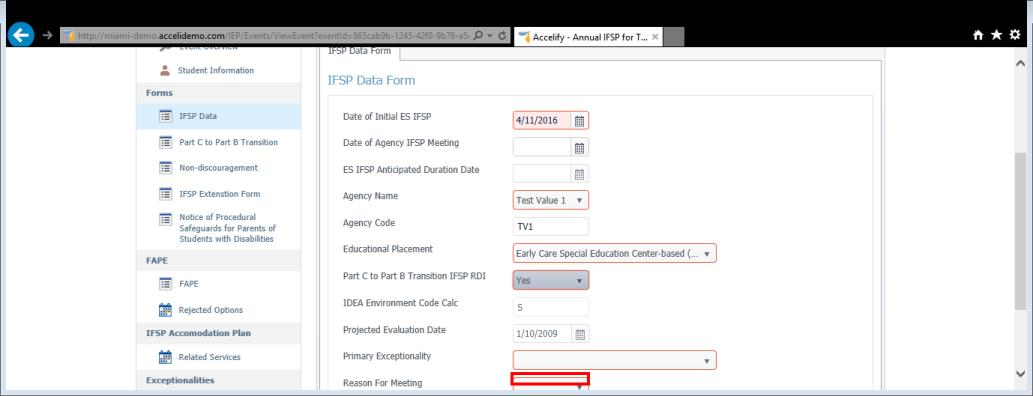 http://miami-demo.accelidemo.com/IEP/Events/ViewEvent?eventId=865cab9b-1245-42f0-9b76-a5
Accelify - Annual IFSP for T...
Event Overview
Student Information
Forms
IFSP Data
Part C to Part B Transition
Non-discouragement
IFSP Extenstion Form
Notice of Procedural
Safeguards for Parents of
Students with Disabilities
FAPE
FAPE
Rejected Options
IFSP Accomodation Plan
Related Services
Exceptionalities
IFSP Data Form
IFSP Data Form
Date of Initial ES IFSP 4/11/2016
Date of Agency IFSP Meeting
ES IFSP Anticipated Duration Date
Agency Name Test Value 1
Agency Code TV1
Educational Placement Early Care Special Education Center-based (...
Part C to Part B Transition IFSP RDI Yes
IDEA Environment Code Calc S
Projected Evaluation Date 1/10/2009
Primary Exceptionality
Reason For Meeting